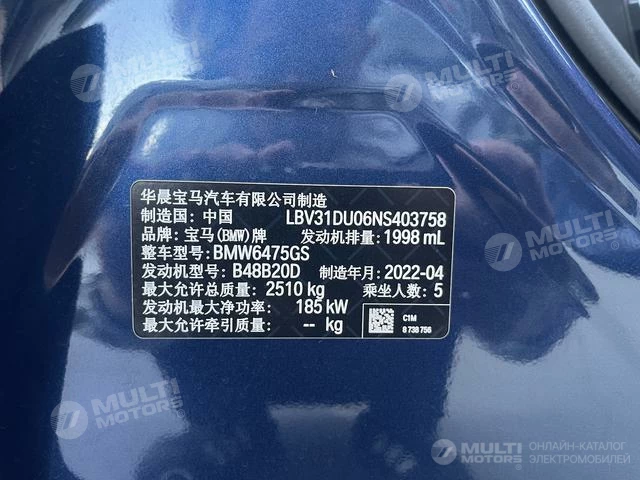 MULTI MOTORS
MULTI MOTORS
华晨宝马汽车有限公司制造
制造国: 中国 LBV31DU06NS403758
品牌: 宝马(BMW)牌 发动机排量: 1998 mL
整车型号: BMW6475GS
发动机型号: B48B20D 制造年月: 2022-04
最大允许总质量: 2510 kg 乘坐人数: 5
发动机最大净功率: 185 kW
最大允许牵引质量: -- kg
C1M
8 738 756
MULTI MOTORS
MULTI MOTORS
MULTI MOTORS ОНЛАЙН-КАТАЛОГ
ЭЛЕКТРОМОБИЛЕЙ